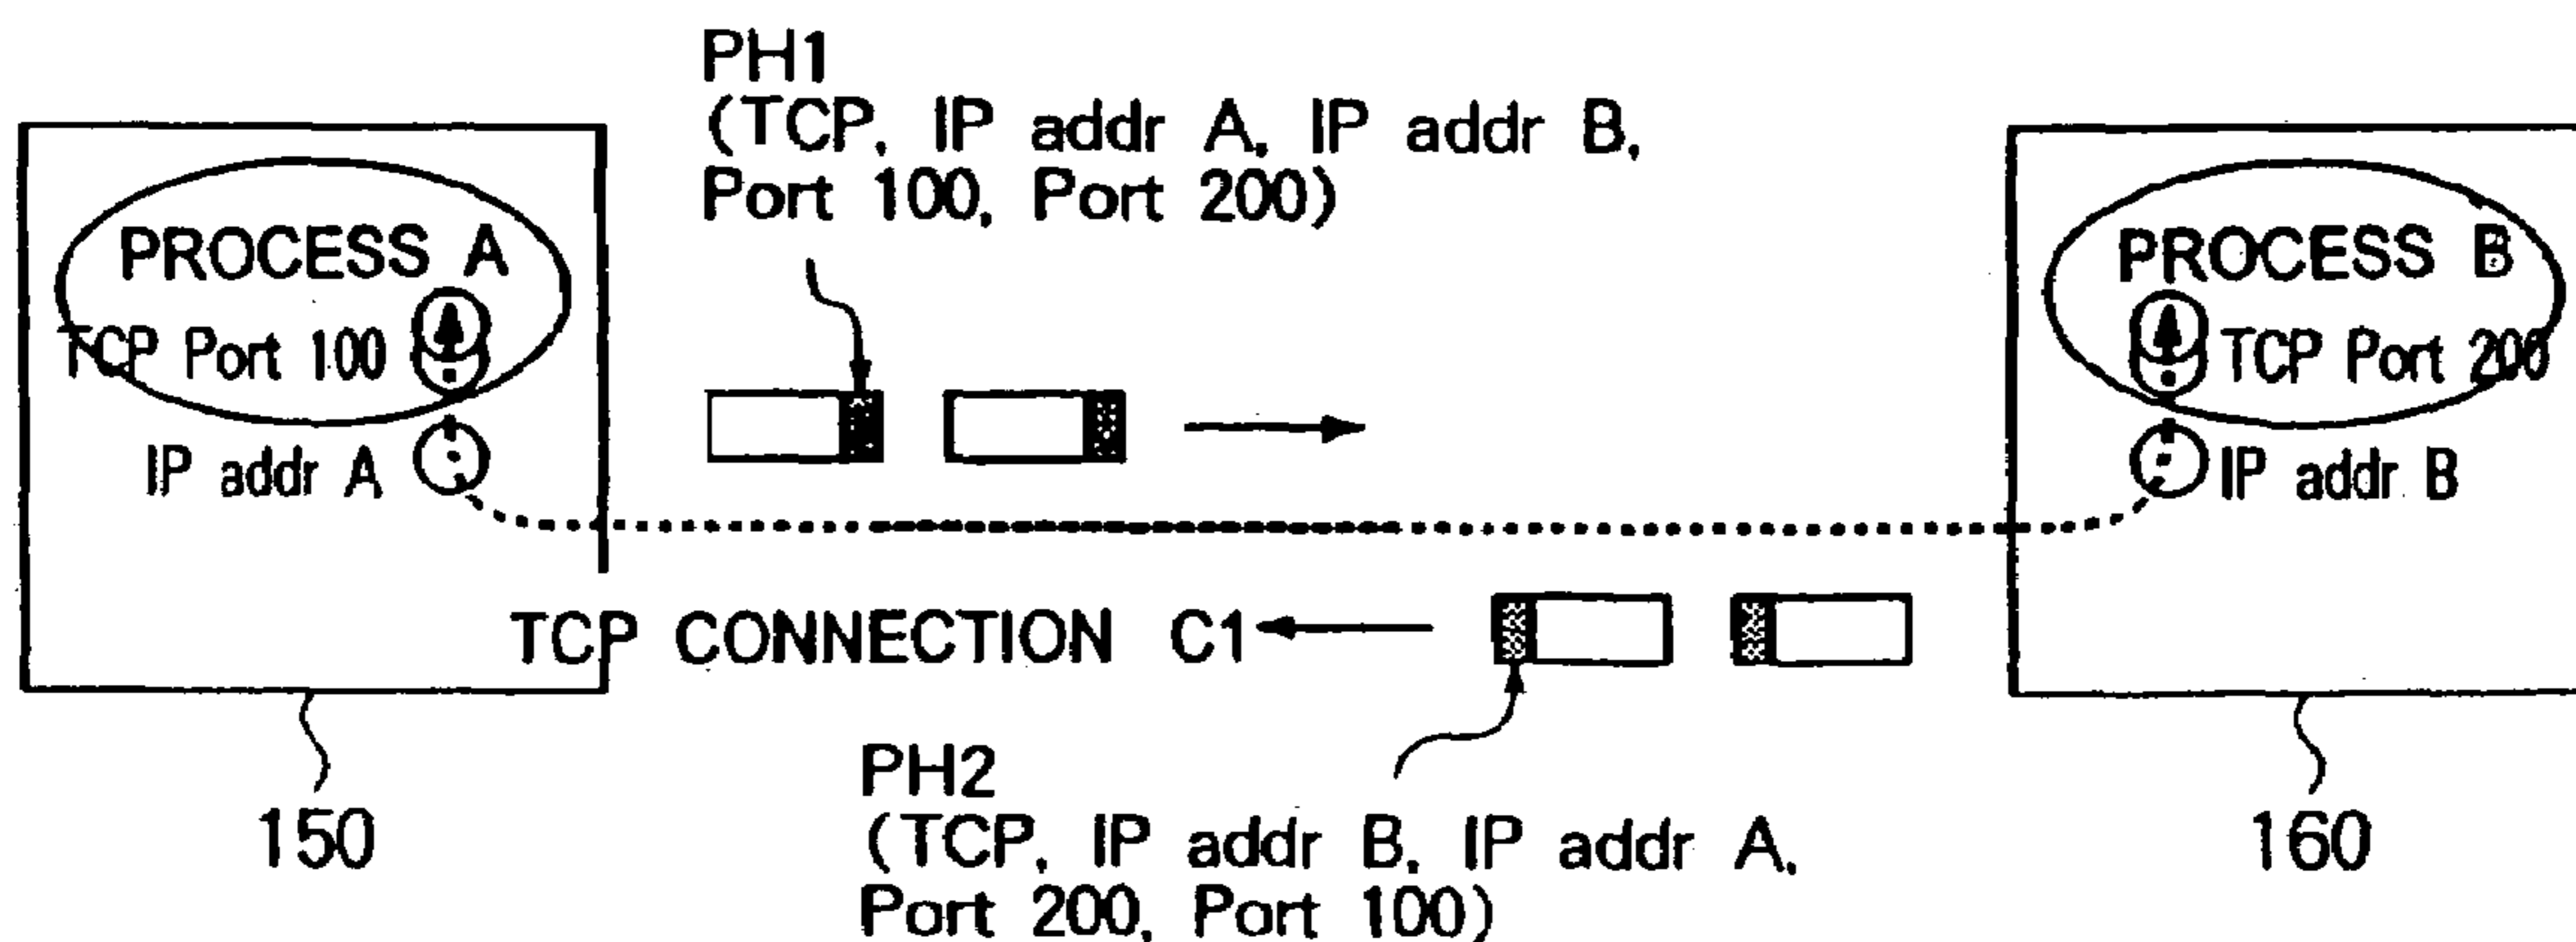 PH1
(TCP, IP addr A, IP addr B,
Port 100, Port 200)
PROCESS A
TCP Port 100
IP addr A
PROCESS B
TCP Port 200
IP addr B
TCP CONNECTION C1
PH2
(TCP, IP addr B, IP addr A,
Port 200, Port 100)
150
160